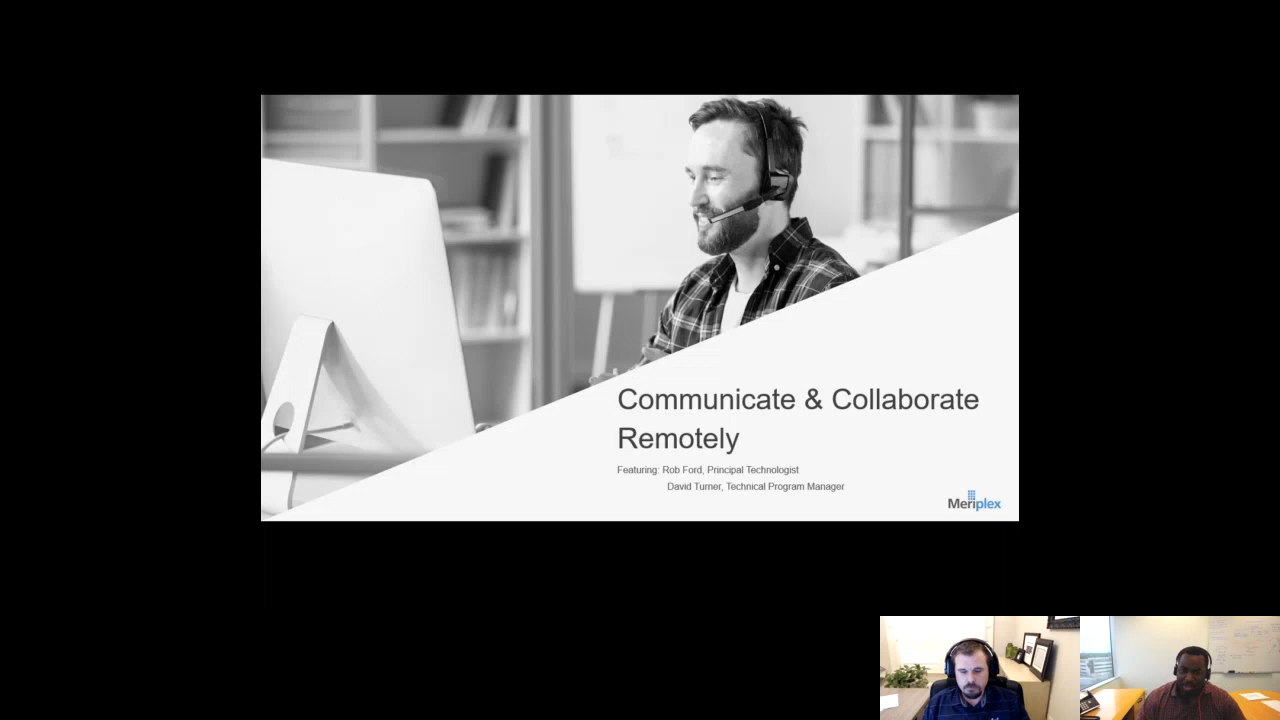 Communicate & Collaborate
Remotely
Featuring: Rob Ford, Principal Technologist
David Turner, Technical Program Manager
Meriplex